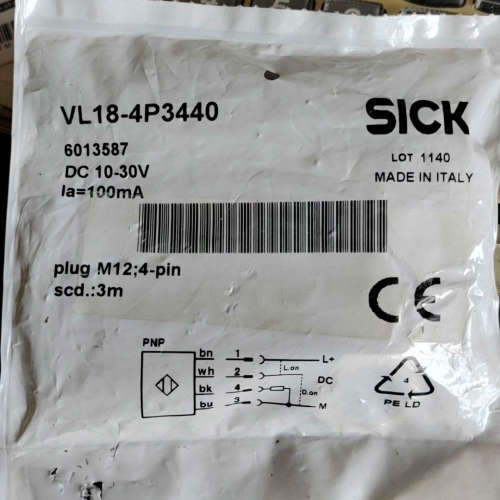 VL18-4P3440
SICK
6013587
DC 10-30V
Ia=100mA
LOT 1140
MADE IN ITALY
plug M12;4-pin
scd.:3m
CE
PNP
bn 1 L+
L.on
wh 2 DC
bk 4 D.on
bu 3 M
4
PE LD